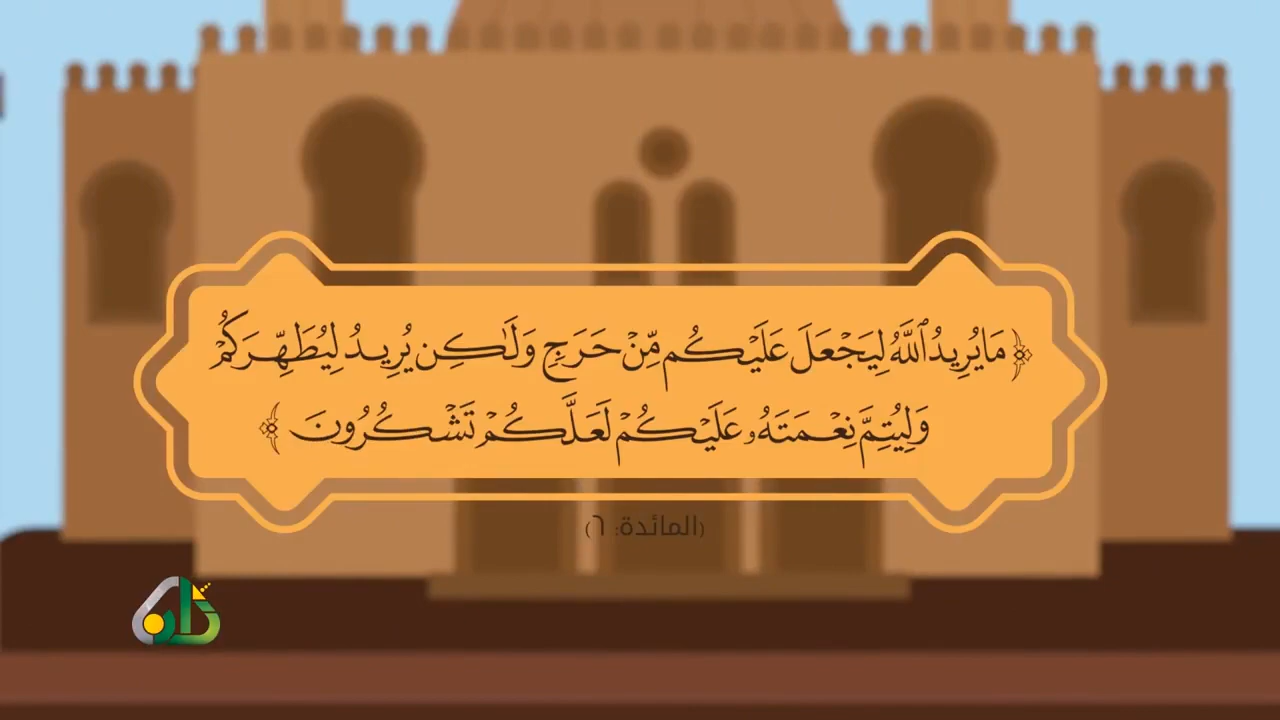 ﴿مَا يُرِيدُ ٱللَّهُ لِيَجْعَلَ عَلَيْكُم مِّنْ حَرَجٍ وَلَٰكِن يُرِيدُ لِيُطَهِّرَكُمْ
وَلِيُتِمَّ نِعْمَتَهُۥ عَلَيْكُمْ لَعَلَّكُمْ تَشْكُرُونَ﴾
(المائدة: ٦)